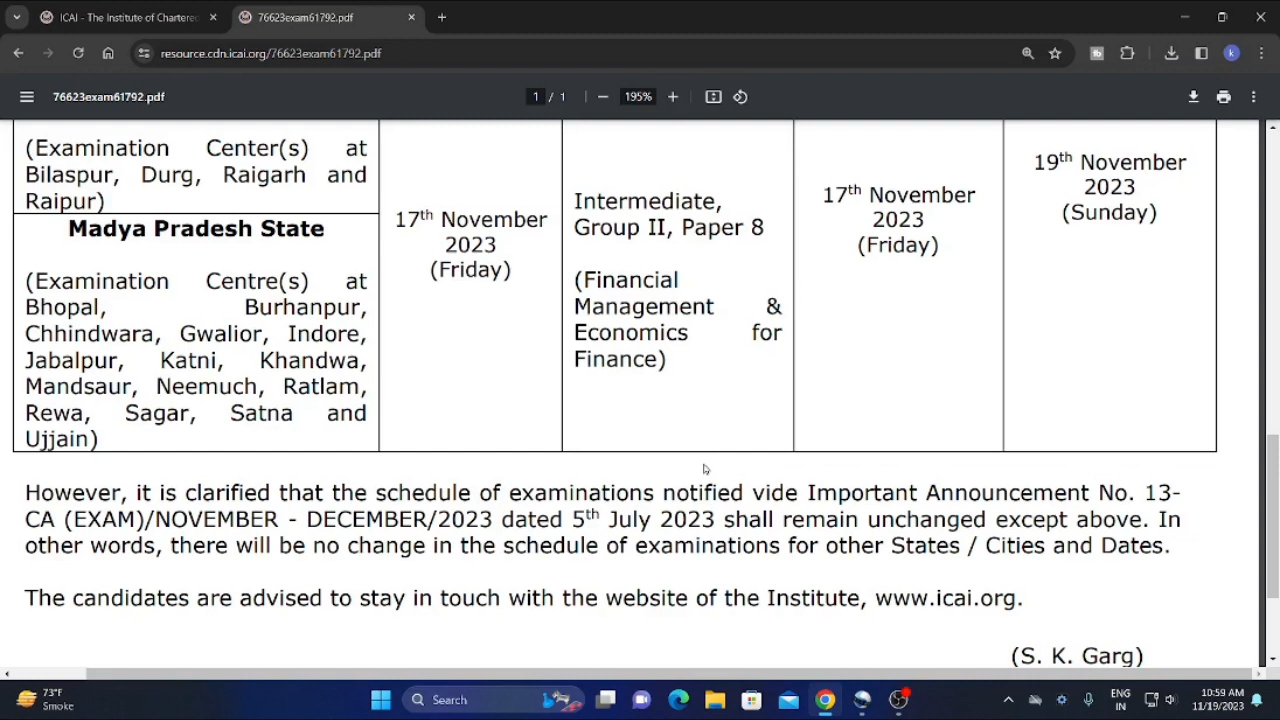 ICAI - The Institute of Chartered
76623exam61792.pdf
resource.cdn.icai.org/76623exam61792.pdf
k
76623exam61792.pdf
1 / 1
195%
(Examination Center(s) at
Bilaspur, Durg, Raigarh and
Raipur)
Madya Pradesh State
(Examination Centre(s) at
Bhopal, Burhanpur,
Chhindwara, Gwalior, Indore,
Jabalpur, Katni, Khandwa,
Mandsaur, Neemuch, Ratlam,
Rewa, Sagar, Satna and
Ujjain)
17th November
2023
(Friday)
Intermediate,
Group II, Paper 8
(Financial
Management &
Economics for
Finance)
17th November
2023
(Friday)
19th November
2023
(Sunday)
However, it is clarified that the schedule of examinations notified vide Important Announcement No. 13-
CA (EXAM)/NOVEMBER - DECEMBER/2023 dated 5th July 2023 shall remain unchanged except above. In
other words, there will be no change in the schedule of examinations for other States / Cities and Dates.
The candidates are advised to stay in touch with the website of the Institute, www.icai.org.
(S. K. Garg)
73°F
Smoke
Search
ENG
IN
10:59 AM
11/19/2023